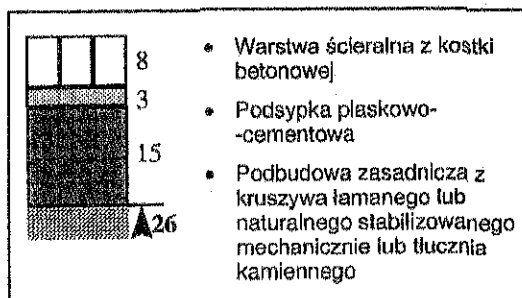 8
3
15
26
• Warstwa ścieralna z kostki
betonowej
• Podsypka plaskowo-
-cementowa
• Podbudowa zasadnicza z
kruszywa łamanego lub
naturalnego stabilizowanego
mechanicznie lub tłucznia
kamiennego